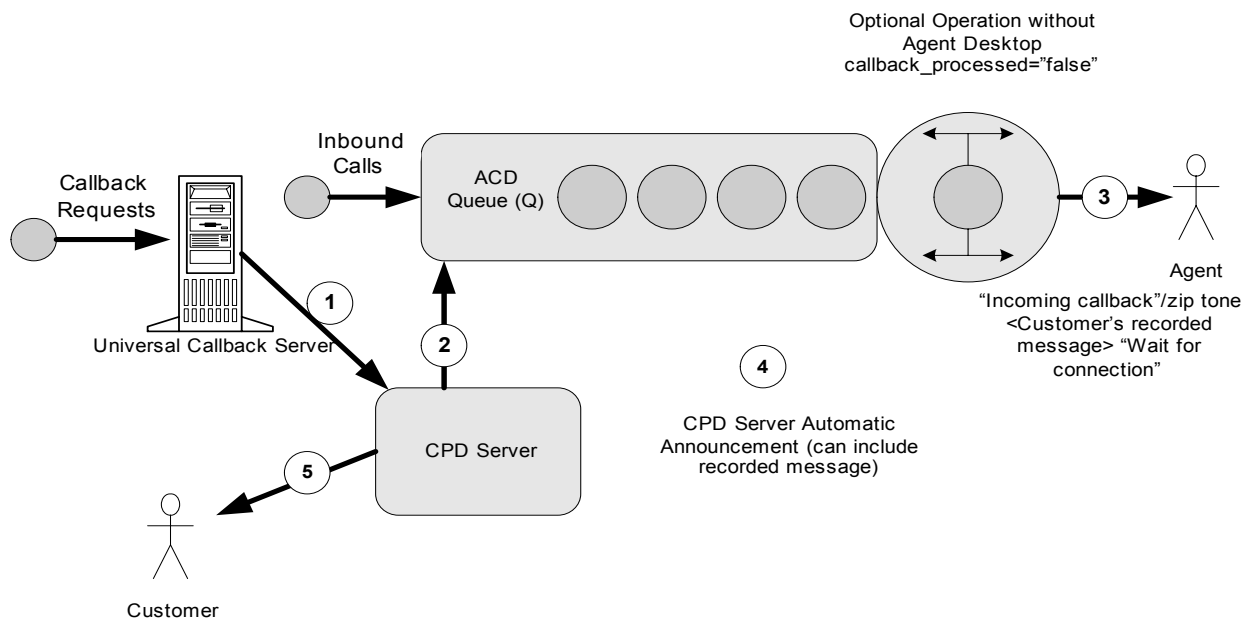 Optional Operation without
Agent Desktop
callback_processed=”false”
Inbound
Calls
Callback
Requests
ACD
Queue (Q)
3
Agent
1
Universal Callback Server
2
“Incoming callback”/zip tone
<Customer’s recorded
message> “Wait for
connection”
4
CPD Server Automatic
Announcement (can include
recorded message)
CPD Server
5
Customer